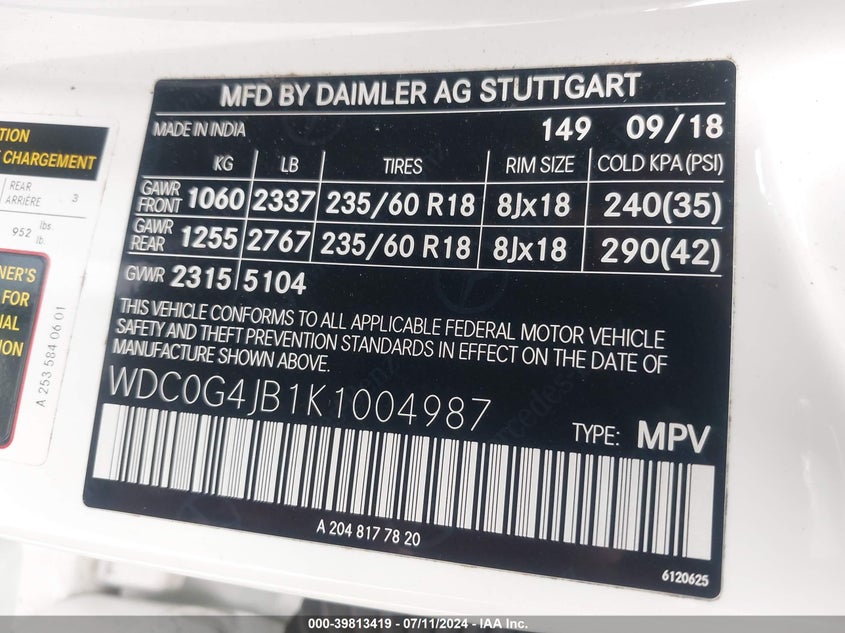 TION
CHARGEMENT
REAR
ARRIÈRE 3
952 lbs.
lb.
NER'S
FOR
IAL
ION
A 253 584 06 01
MFD BY DAIMLER AG STUTTGART
MADE IN INDIA 149 09/18
KG LB TIRES RIM SIZE COLD KPA (PSI)
GAWR FRONT 1060 2337 235/60 R18 8Jx18 240(35)
GAWR REAR 1255 2767 235/60 R18 8Jx18 290(42)
GVWR 2315 5104
THIS VEHICLE CONFORMS TO ALL APPLICABLE FEDERAL MOTOR VEHICLE
SAFETY AND THEFT PREVENTION STANDARDS IN EFFECT ON THE DATE OF
MANUFACTURE SHOWN ABOVE.
WDC0G4JB1K1004987
TYPE: MPV
A 204 817 78 20
6120625
000-39813419 - 07/11/2024 - IAA Inc.